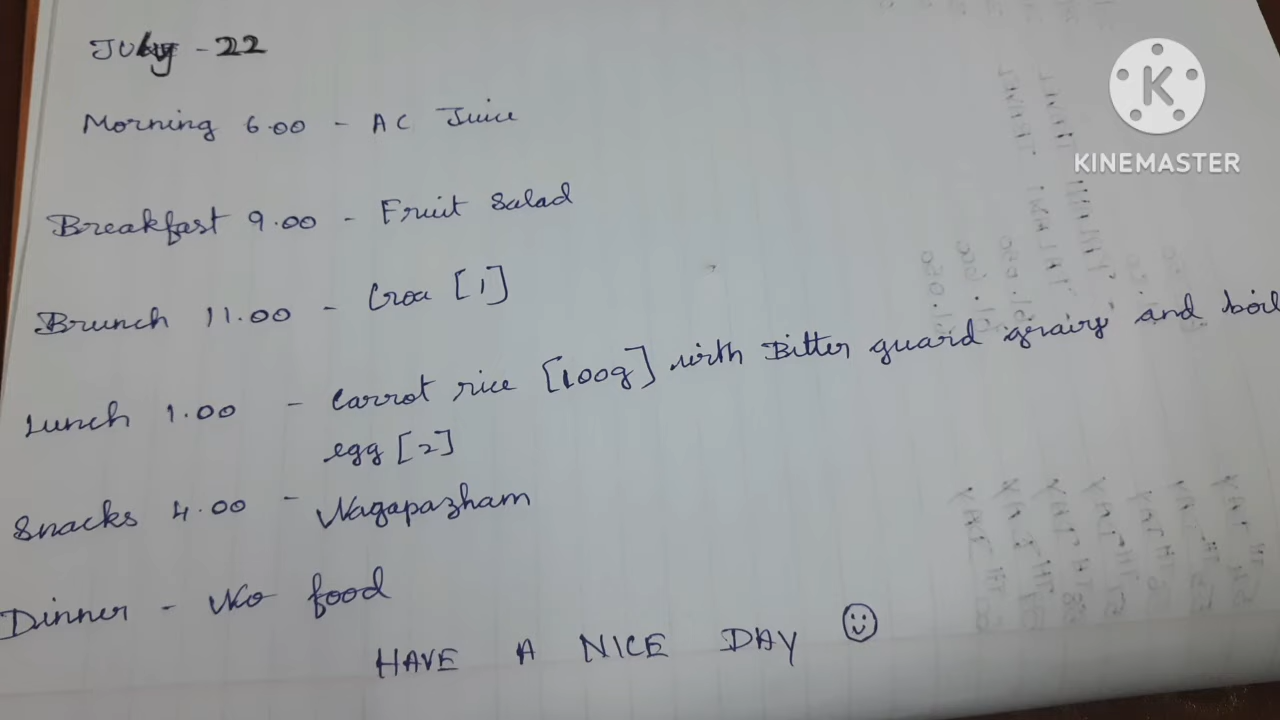 July - 22
Morning 6.00 - AC Juice
Breakfast 9.00 - Fruit Salad
Brunch 11.00 - Croa [1]
Lunch 1.00 - Carrot rice [100g] with Bitter guard grairy and boil
egg [2]
Snacks 4.00 - Nagapazham
Dinner - No food
HAVE A NICE DAY
K
KINEMASTER